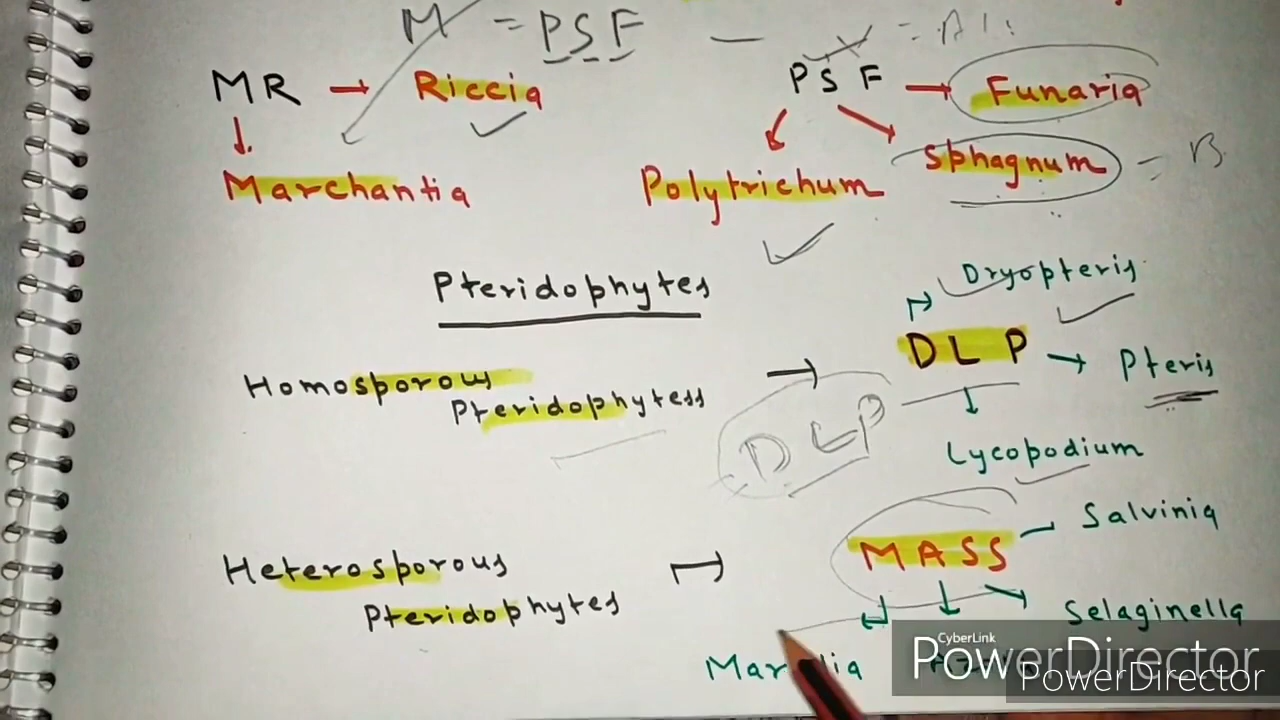 M = PSF
MR → Riccia
Marchantia
PSF → Funaria
Polytrichum
Sphagnum = B
Pteridophytes
Homosporous Pteridophytess → DLP
Dryopteris
Pteris
Lycopodium
DLP
Heterosporous Pteridophytes → MASS
Salvinia
Selaginella
CyberLink
PowerDirector
PowerDirector